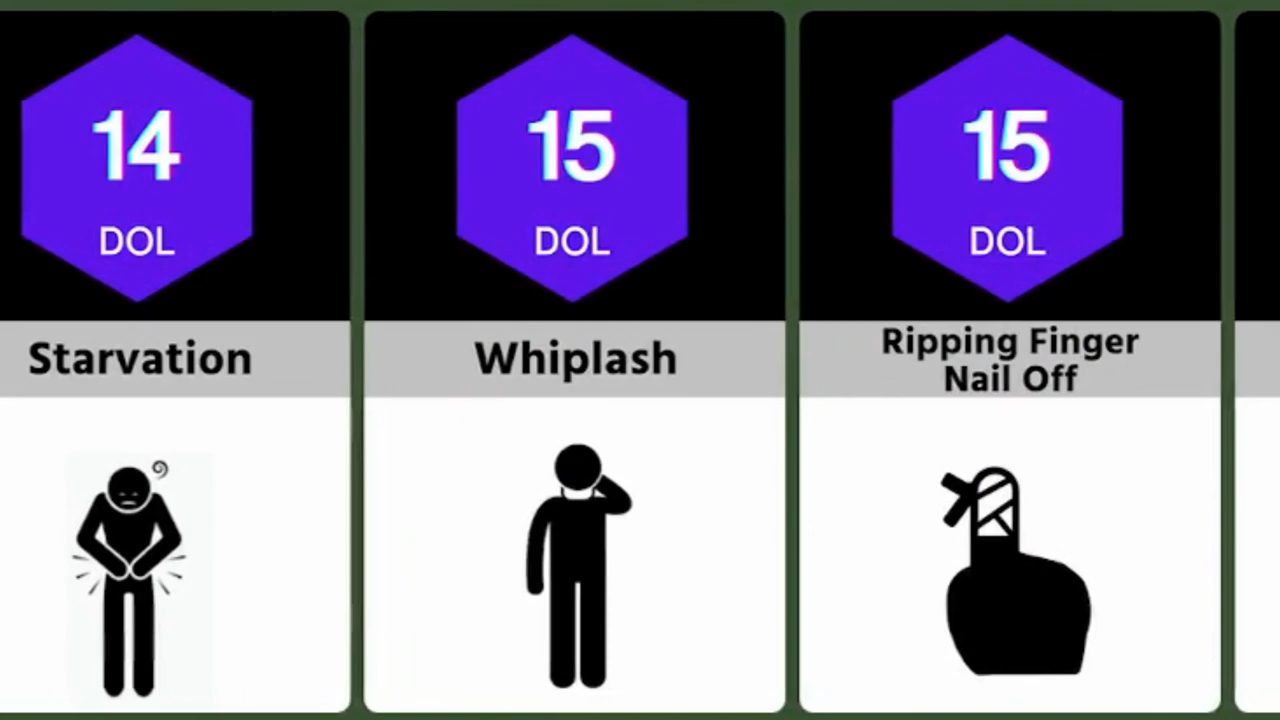 14
DOL
Starvation
15
DOL
Whiplash
15
DOL
Ripping Finger
Nail Off